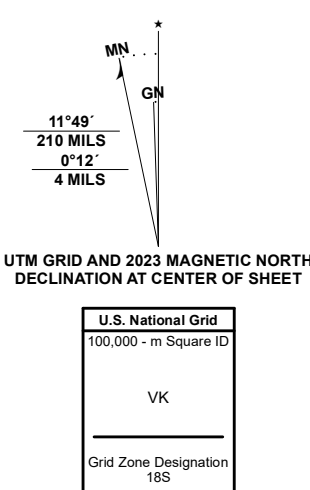 MN
GN
11°49´
210 MILS
0°12´
4 MILS
UTM GRID AND 2023 MAGNETIC NORTH
DECLINATION AT CENTER OF SHEET
U.S. National Grid
100,000 - m Square ID
VK
Grid Zone Designation
18S